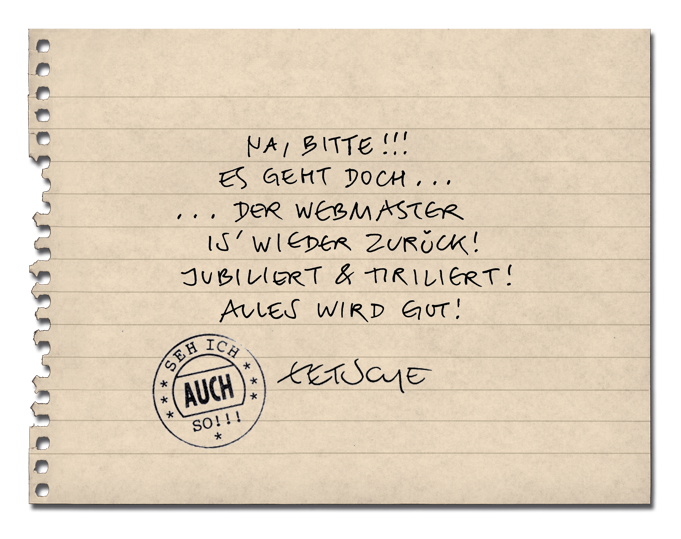 NA, BITTE!!!
ES GEHT DOCH...
... DER WEBMASTER
IS' WIEDER ZURÜCK!
JUBILIERT & TIRILIERT!
ALLES WIRD GUT!
TETSCHE
SEH ICH
AUCH
SO!!!